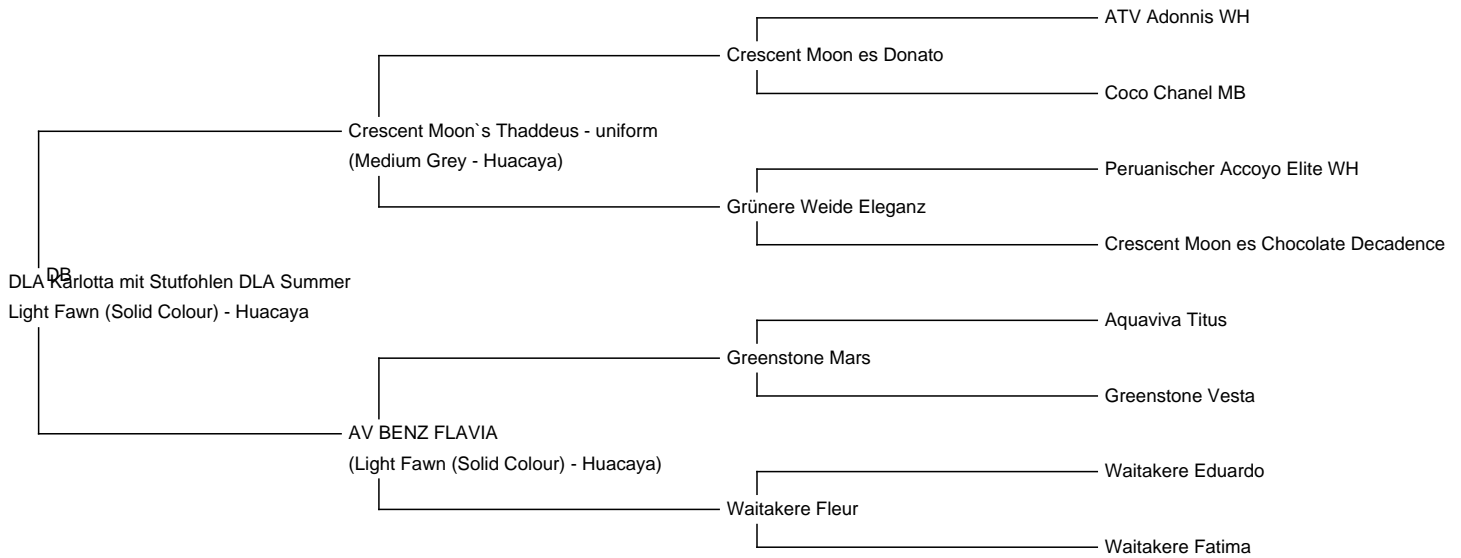 ATV Adonnis WH
Crescent Moon es Donato
Coco Chanel MB
Crescent Moon`s Thaddeus - uniform
(Medium Grey - Huacaya)
Peruanischer Accoyo Elite WH
Grünere Weide Eleganz
Crescent Moon es Chocolate Decadence
DB
DLA Karlotta mit Stutfohlen DLA Summer
Light Fawn (Solid Colour) - Huacaya
Aquaviva Titus
Greenstone Mars
Greenstone Vesta
AV BENZ FLAVIA
(Light Fawn (Solid Colour) - Huacaya)
Waitakere Eduardo
Waitakere Fleur
Waitakere Fatima